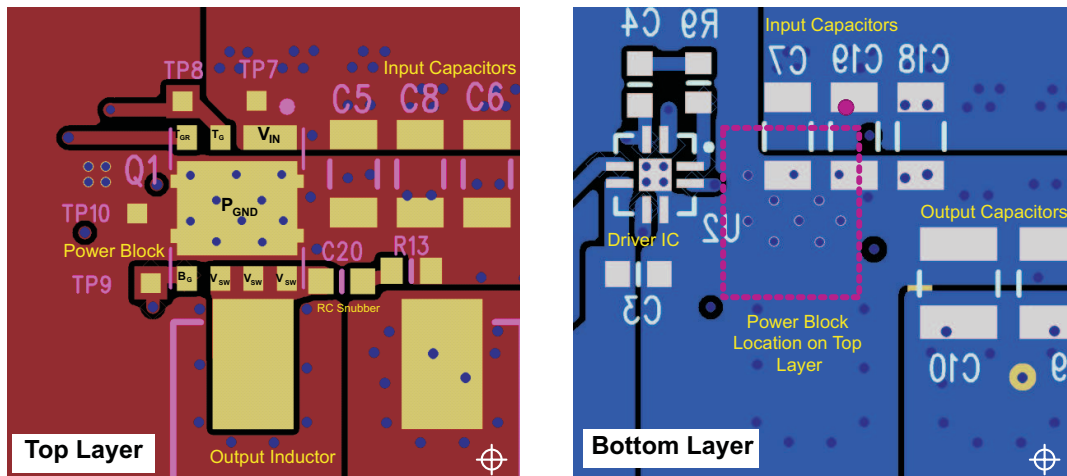 Input Capacitors
TP8
TP7
C5
C8
C6
TGR
TG
VIN
Q1
PGND
TP10
Power Block
TP9
BG
VSW
VSW
VSW
C20
R13
RC Snubber
Output Inductor
Top Layer
C4
R9
Input Capacitors
C7
C19
C18
Driver IC
U2
Output Capacitors
C3
Power Block
Location on Top
Layer
C10
9
Bottom Layer